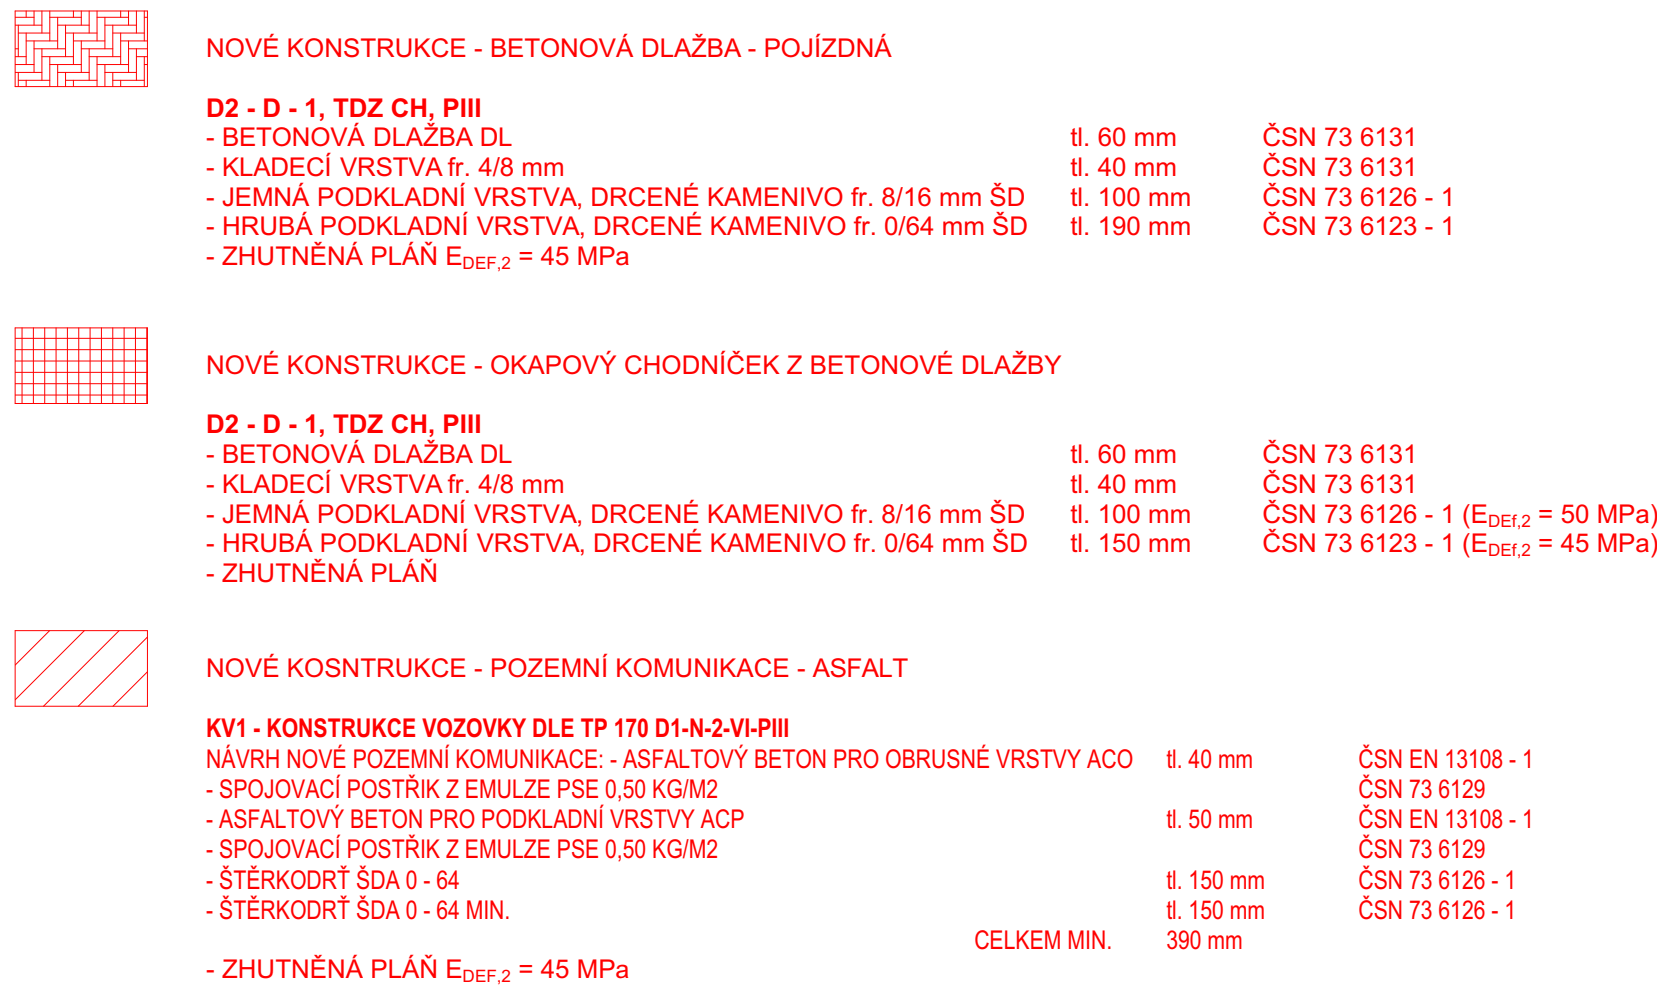 NOVÉ KONSTRUKCE - BETONOVÁ DLAŽBA - POJÍZDNÁ
D2 - D - 1, TDZ CH, PIII
- BETONOVÁ DLAŽBA DL tl. 60 mm ČSN 73 6131
- KLADECÍ VRSTVA fr. 4/8 mm tl. 40 mm ČSN 73 6131
- JEMNÁ PODKLADNÍ VRSTVA, DRCENÉ KAMENIVO fr. 8/16 mm ŠD tl. 100 mm ČSN 73 6126 - 1
- HRUBÁ PODKLADNÍ VRSTVA, DRCENÉ KAMENIVO fr. 0/64 mm ŠD tl. 190 mm ČSN 73 6123 - 1
- ZHUTNĚNÁ PLÁŇ EDEF,2 = 45 MPa
NOVÉ KONSTRUKCE - OKAPOVÝ CHODNÍČEK Z BETONOVÉ DLAŽBY
D2 - D - 1, TDZ CH, PIII
- BETONOVÁ DLAŽBA DL tl. 60 mm ČSN 73 6131
- KLADECÍ VRSTVA fr. 4/8 mm tl. 40 mm ČSN 73 6131
- JEMNÁ PODKLADNÍ VRSTVA, DRCENÉ KAMENIVO fr. 8/16 mm ŠD tl. 100 mm ČSN 73 6126 - 1 (EDEf,2 = 50 MPa)
- HRUBÁ PODKLADNÍ VRSTVA, DRCENÉ KAMENIVO fr. 0/64 mm ŠD tl. 150 mm ČSN 73 6123 - 1 (EDEf,2 = 45 MPa)
- ZHUTNĚNÁ PLÁŇ
NOVÉ KOSNTRUKCE - POZEMNÍ KOMUNIKACE - ASFALT
KV1 - KONSTRUKCE VOZOVKY DLE TP 170 D1-N-2-VI-PIII
NÁVRH NOVÉ POZEMNÍ KOMUNIKACE: - ASFALTOVÝ BETON PRO OBRUSNÉ VRSTVY ACO tl. 40 mm ČSN EN 13108 - 1
- SPOJOVACÍ POSTŘIK Z EMULZE PSE 0,50 KG/M2 ČSN 73 6129
- ASFALTOVÝ BETON PRO PODKLADNÍ VRSTVY ACP tl. 50 mm ČSN EN 13108 - 1
- SPOJOVACÍ POSTŘIK Z EMULZE PSE 0,50 KG/M2 ČSN 73 6129
- ŠTĚRKODRŤ ŠDA 0 - 64 tl. 150 mm ČSN 73 6126 - 1
- ŠTĚRKODRŤ ŠDA 0 - 64 MIN. tl. 150 mm ČSN 73 6126 - 1
CELKEM MIN. 390 mm
- ZHUTNĚNÁ PLÁŇ EDEF,2 = 45 MPa